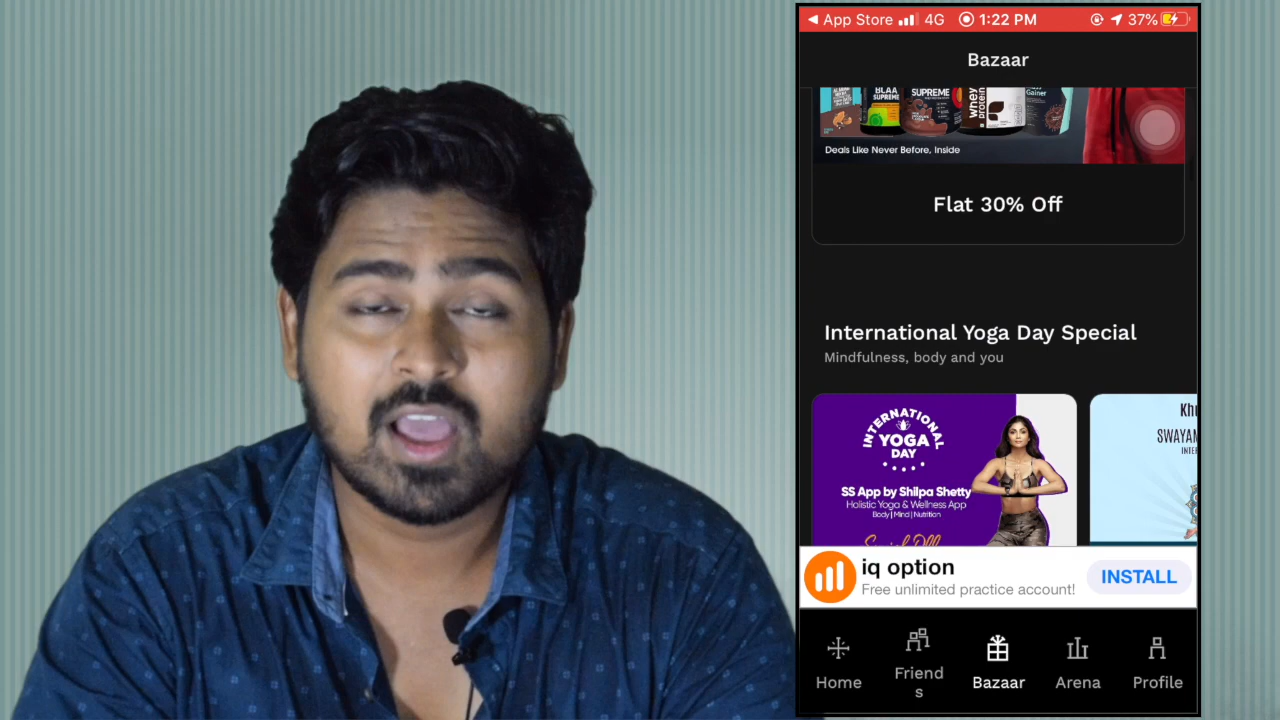 App Store 4G 1:22 PM 37%
Bazaar
BLAA SUPREME
SUPREME
Whey protein
Gainer
Deals Like Never Before, Inside
Flat 30% Off
International Yoga Day Special
Mindfulness, body and you
INTERNATIONAL
YOGA
DAY
SS App by Shilpa Shetty
Holistic Yoga & Wellness App
Body | Mind | Nutrition
SWAYAM
iq option
Free unlimited practice account!
INSTALL
Home
Friends
Bazaar
Arena
Profile